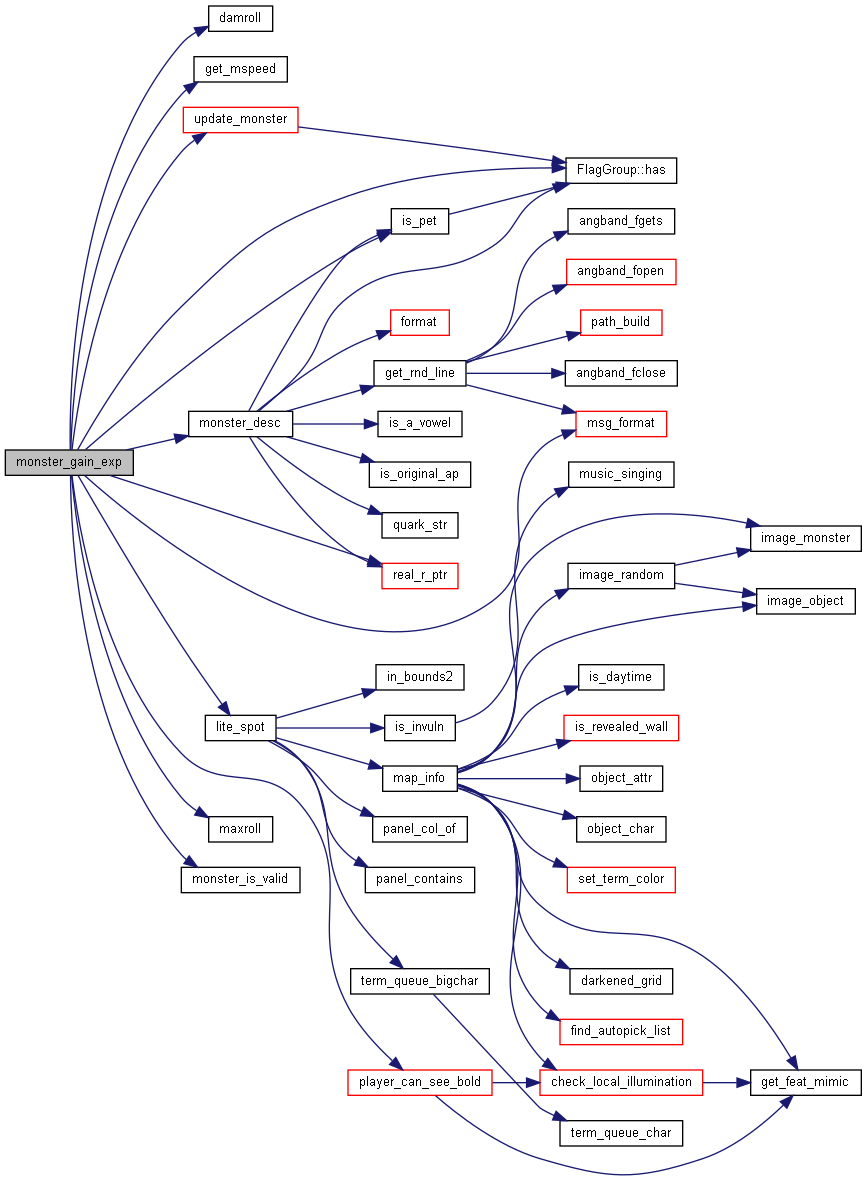 damroll
get_mspeed
update_monster
FlagGroup::has
is_pet
angband_fgets
angband_fopen
format
path_build
get_rnd_line
angband_fclose
monster_desc
is_a_vowel
msg_format
monster_gain_exp
is_original_ap
music_singing
quark_str
image_monster
real_r_ptr
image_random
image_object
in_bounds2
is_daytime
lite_spot
is_invuln
is_revealed_wall
map_info
object_attr
maxroll
panel_col_of
object_char
monster_is_valid
panel_contains
set_term_color
term_queue_bigchar
darkened_grid
find_autopick_list
player_can_see_bold
check_local_illumination
get_feat_mimic
term_queue_char